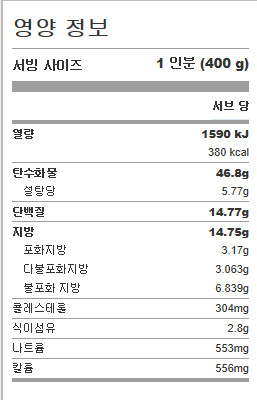 영양 정보
서빙 사이즈 1 인분 (400 g)
서브 당
열량 1590 kJ
380 kcal
탄수화물 46.8g
설탕당 5.77g
단백질 14.77g
지방 14.75g
포화지방 3.17g
다불포화지방 3.063g
불포화 지방 6.839g
콜레스테롤 304mg
식이섬유 2.8g
나트륨 553mg
칼륨 556mg